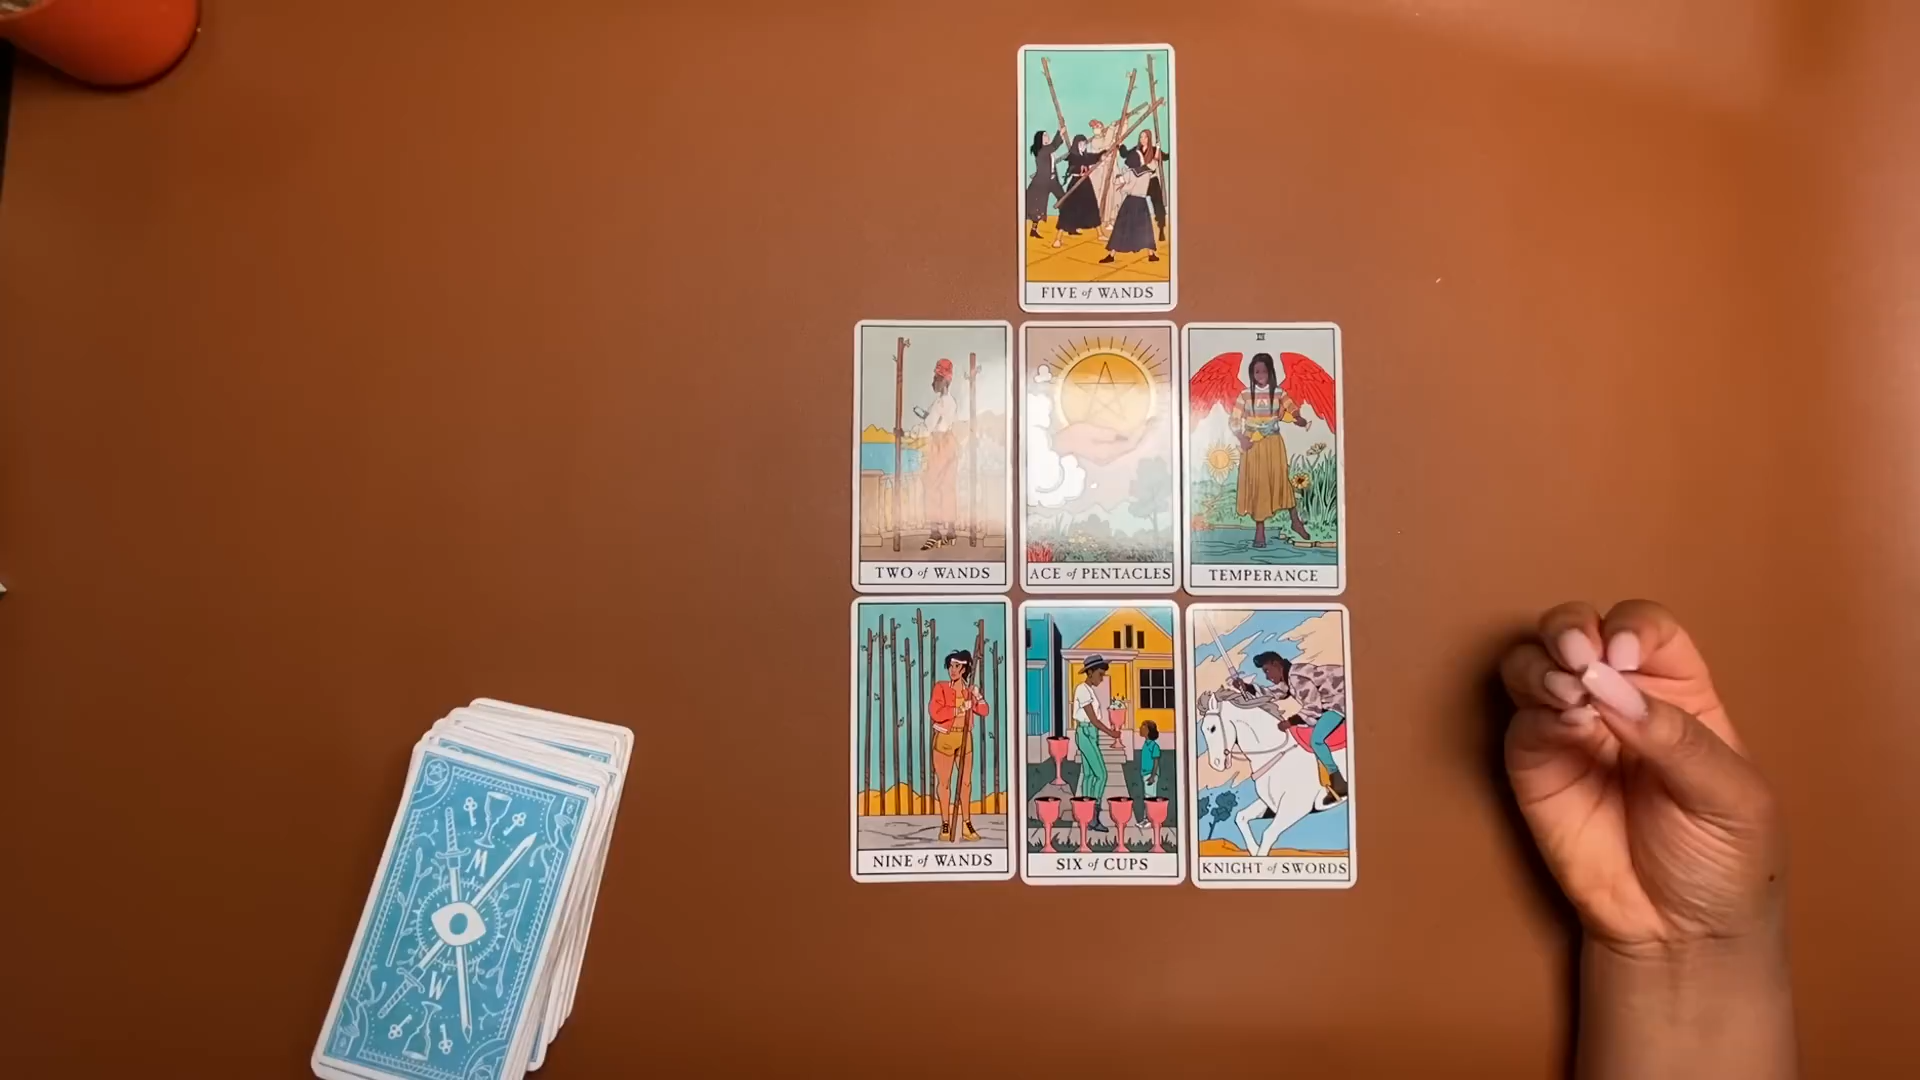 FIVE of WANDS
TWO of WANDS
ACE of PENTACLES
TEMPERANCE
NINE of WANDS
SIX of CUPS
KNIGHT of SWORDS
M
W